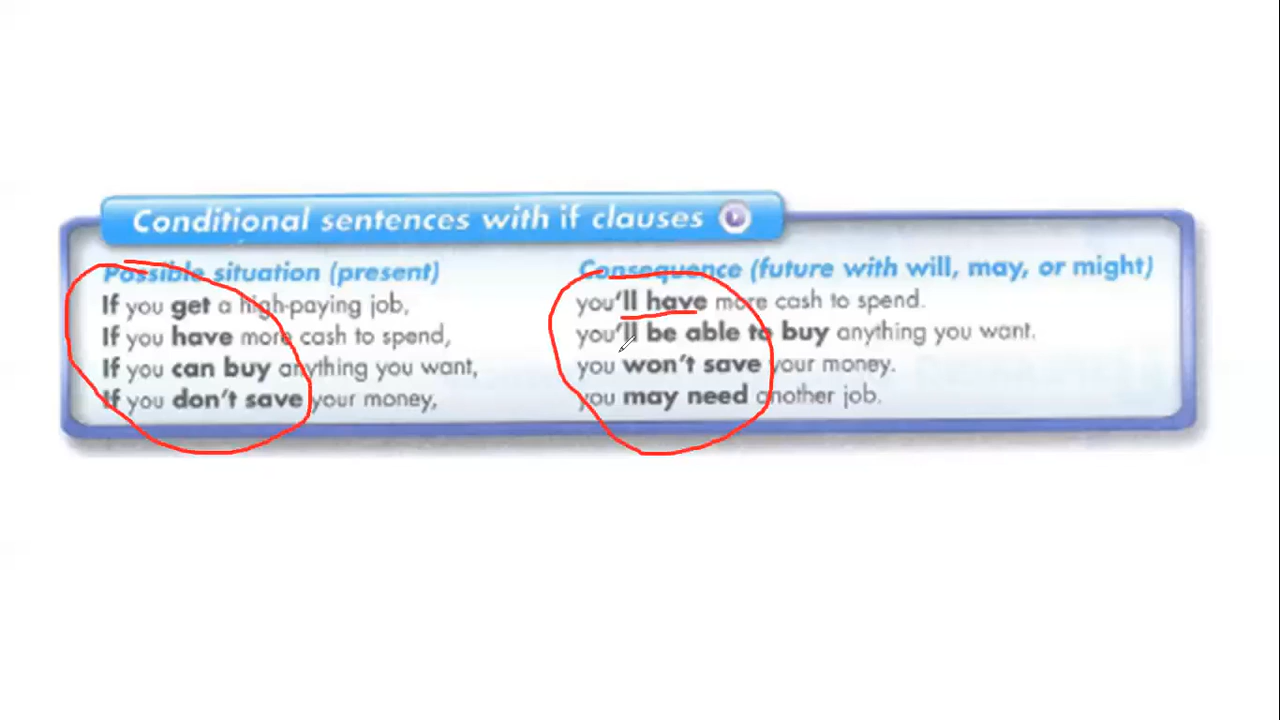 Conditional sentences with if clauses
Possible situation (present) Consequence (future with will, may, or might)
If you get a high-paying job, you'll have more cash to spend.
If you have more cash to spend, you'll be able to buy anything you want.
If you can buy anything you want, you won't save your money.
If you don't save your money, you may need another job.